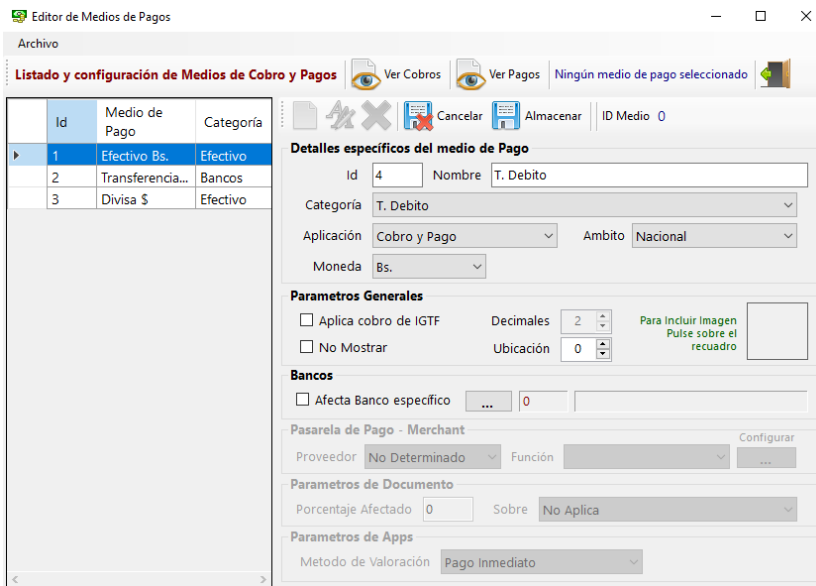 Editor de Medios de Pagos
Archivo
Listado y configuración de Medios de Cobro y Pagos Ver Cobros Ver Pagos Ningún medio de pago seleccionado
Id Medio de Pago Categoría
1 Efectivo Bs. Efectivo
2 Transferencia... Bancos
3 Divisa $ Efectivo
Cancelar Almacenar ID Medio 0
Detalles específicos del medio de Pago
Id 4 Nombre T. Debito
Categoría T. Debito
Aplicación Cobro y Pago Ambito Nacional
Moneda Bs.
Parametros Generales
Aplica cobro de IGTF Decimales 2
No Mostrar Ubicación 0
Para Incluir Imagen
Pulse sobre el
recuadro
Bancos
Afecta Banco específico ... 0
Pasarela de Pago - Merchant
Configurar
Proveedor No Determinado Función ...
Parametros de Documento
Porcentaje Afectado 0 Sobre No Aplica
Parametros de Apps
Metodo de Valoración Pago Inmediato